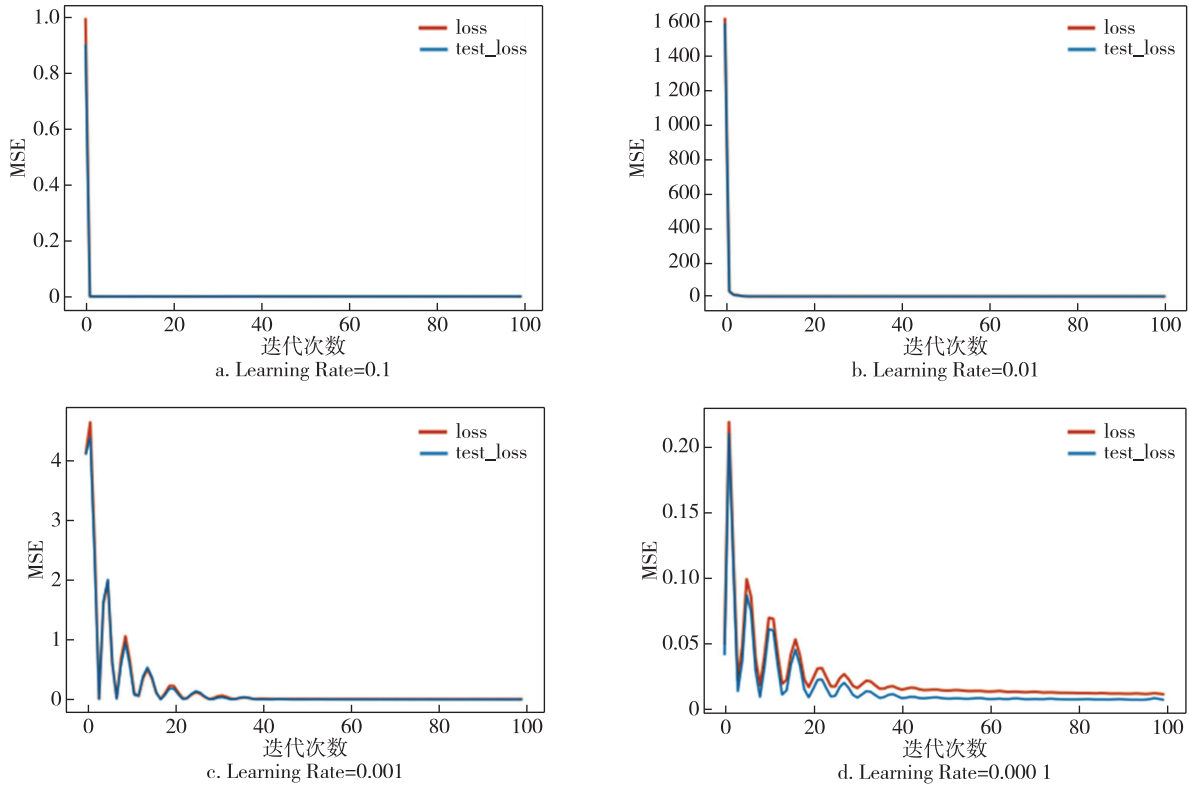 1.0
0.8
0.6
0.4
0.2
0
MSE
loss
test_loss
0 20 40 60 80 100
迭代次数
a. Learning Rate=0.1
1 600
1 400
1 200
1 000
800
600
400
200
0
MSE
loss
test_loss
0 20 40 60 80 100
迭代次数
b. Learning Rate=0.01
4
3
2
1
0
MSE
loss
test_loss
0 20 40 60 80 100
迭代次数
c. Learning Rate=0.001
0.20
0.15
0.10
0.05
0
MSE
loss
test_loss
0 20 40 60 80 100
迭代次数
d. Learning Rate=0.000 1